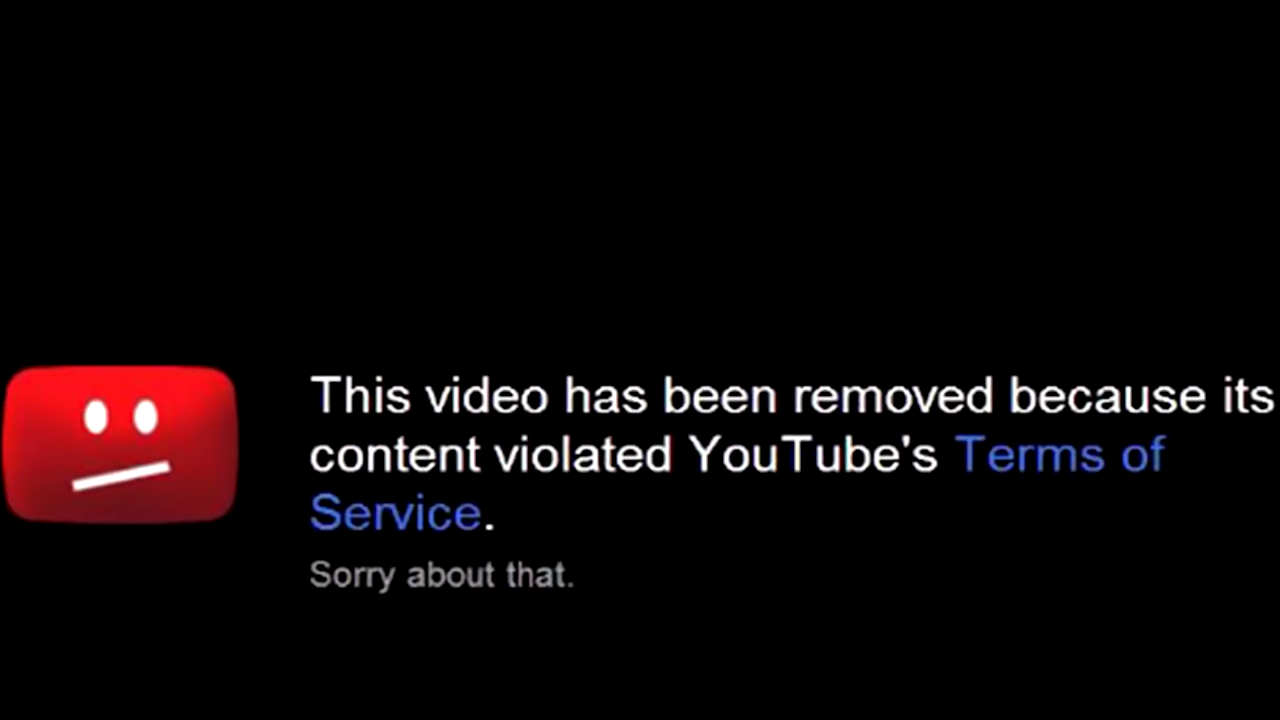 This video has been removed because its
content violated YouTube's Terms of
Service.
Sorry about that.